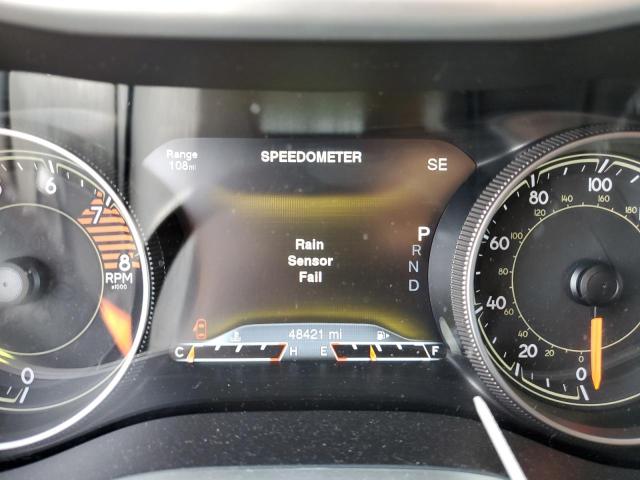 Range
108mi
SPEEDOMETER
SE
Rain
Sensor
Fail
P
R
N
D
48421 mi
C
H
E
F
6
7
8
RPM
x1000
0
100
80
60
40
20
0
180
160
140
120
100
80
60
40
20
0